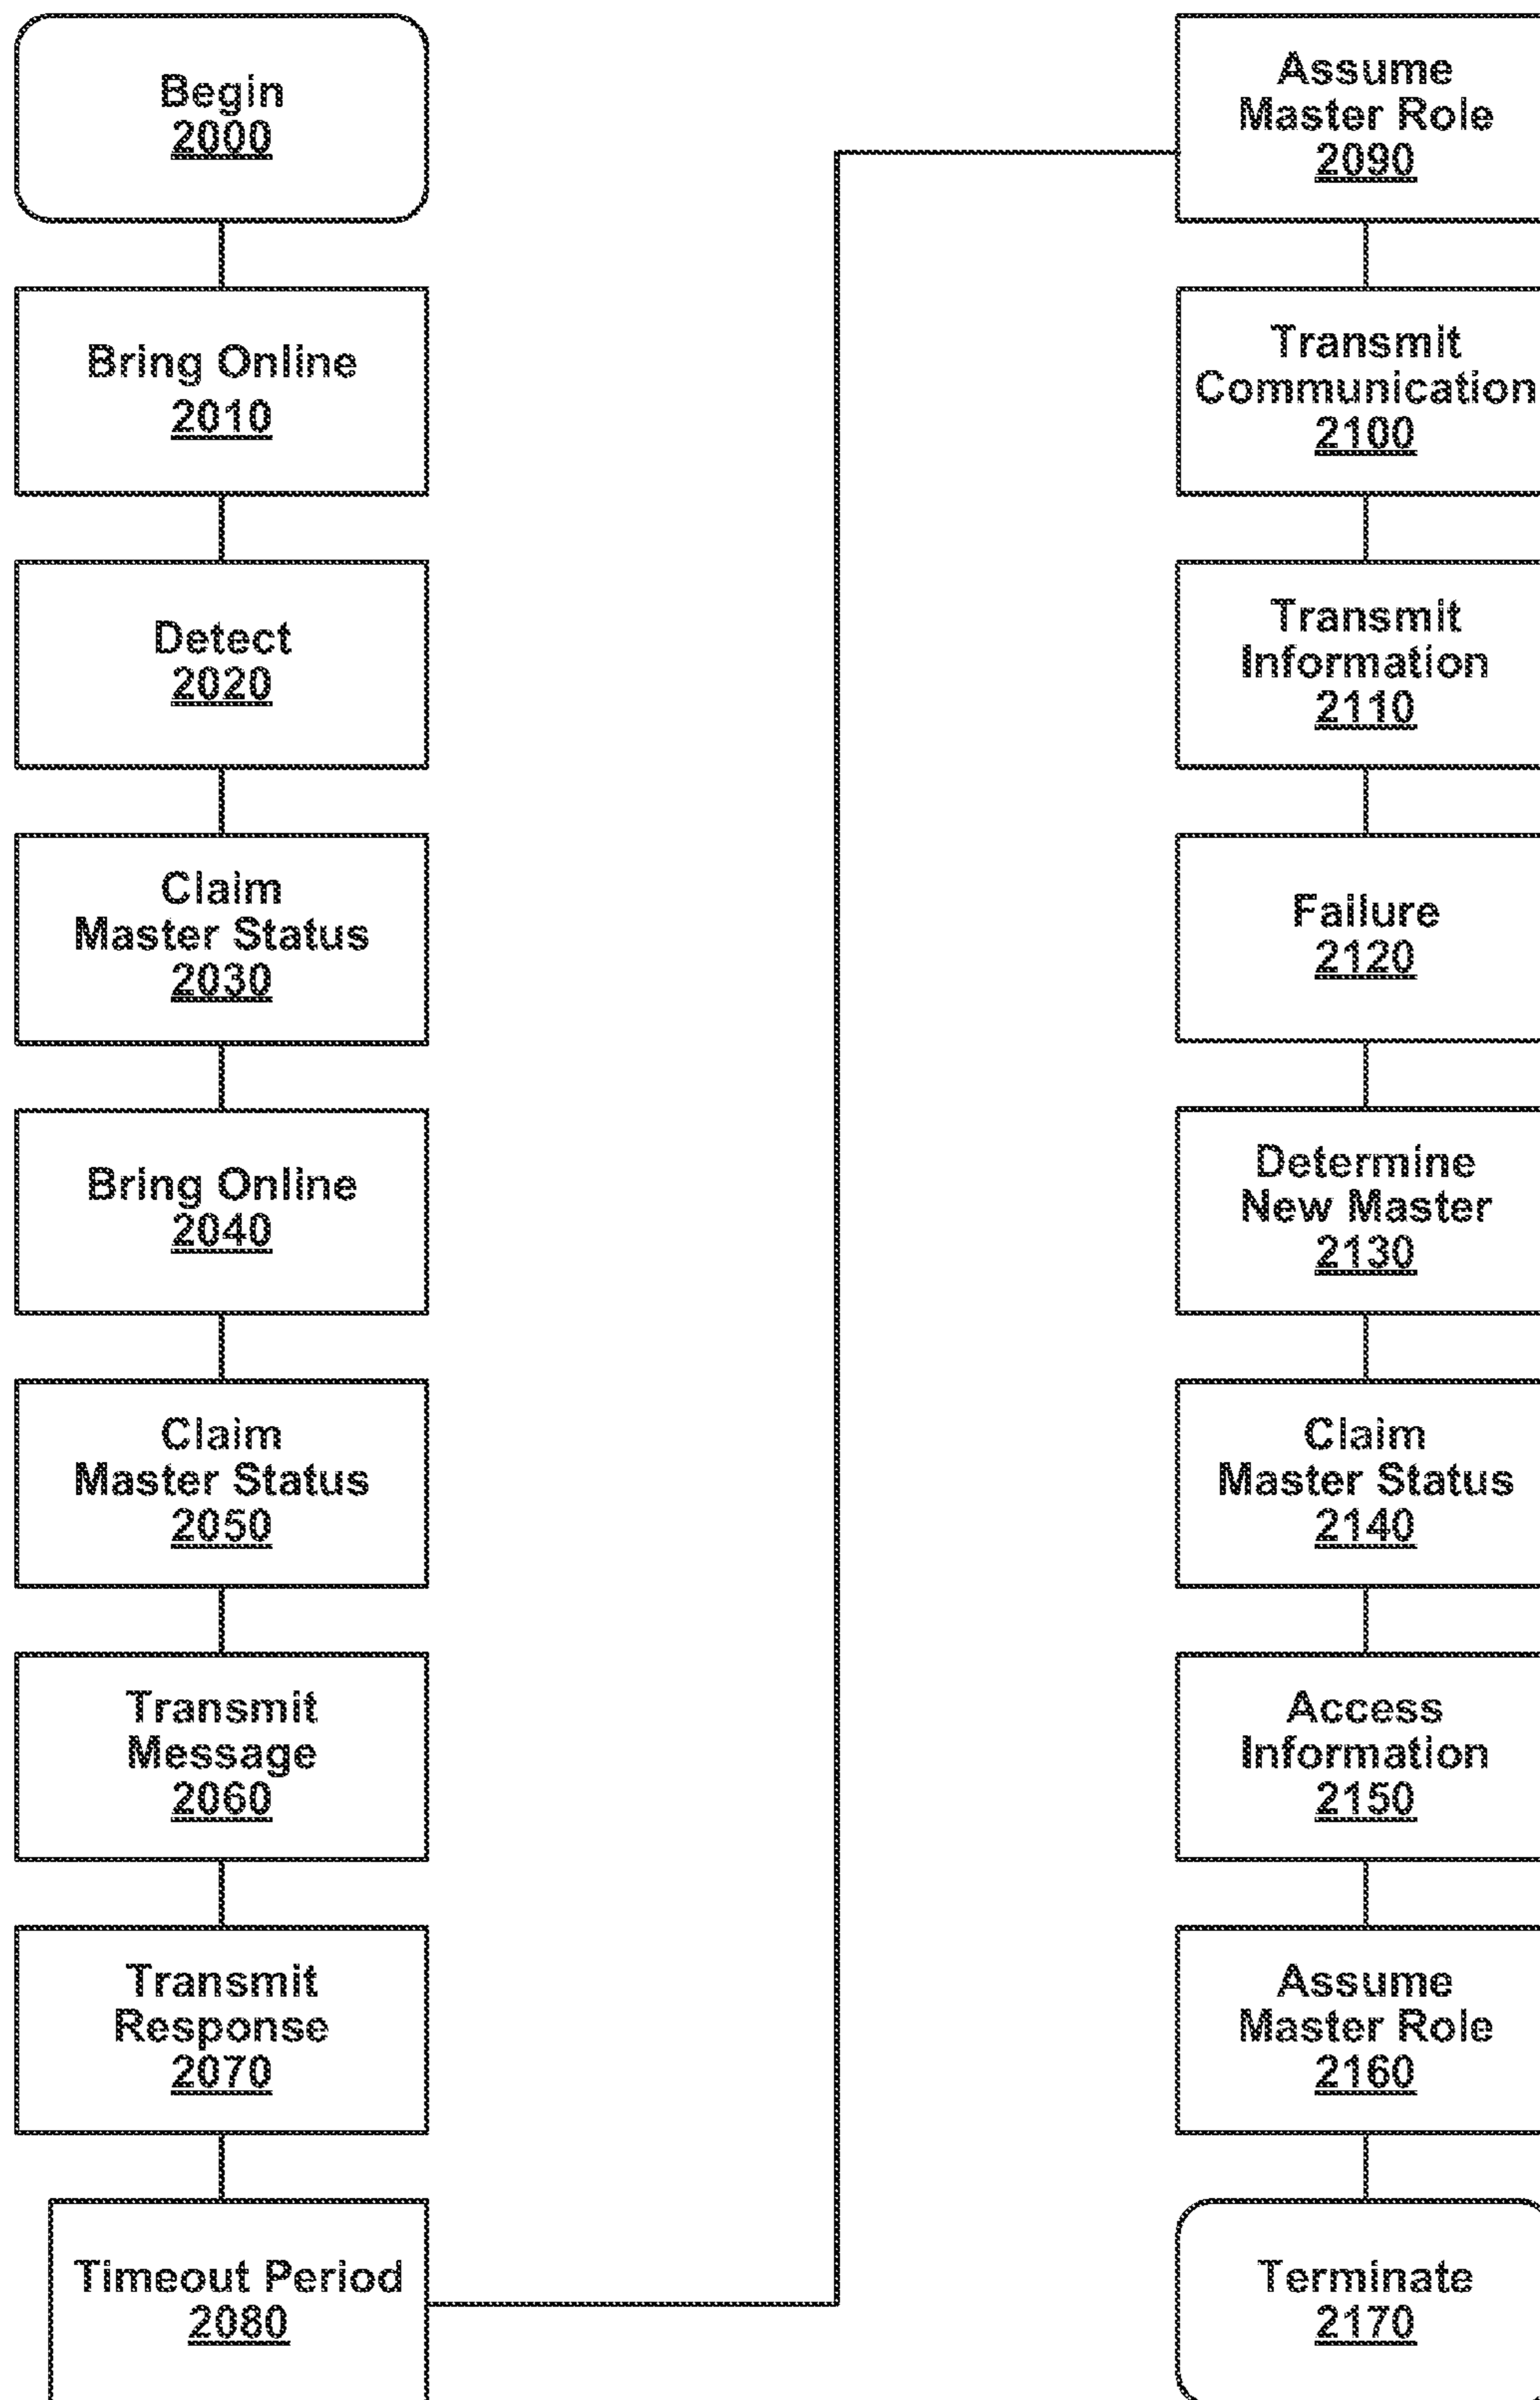 Begin
2000
Bring Online
2010
Detect
2020
Claim
Master Status
2030
Bring Online
2040
Claim
Master Status
2050
Transmit
Message
2060
Transmit
Response
2070
Timeout Period
2080
Assume
Master Role
2090
Transmit
Communication
2100
Transmit
Information
2110
Failure
2120
Determine
New Master
2130
Claim
Master Status
2140
Access
Information
2150
Assume
Master Role
2160
Terminate
2170